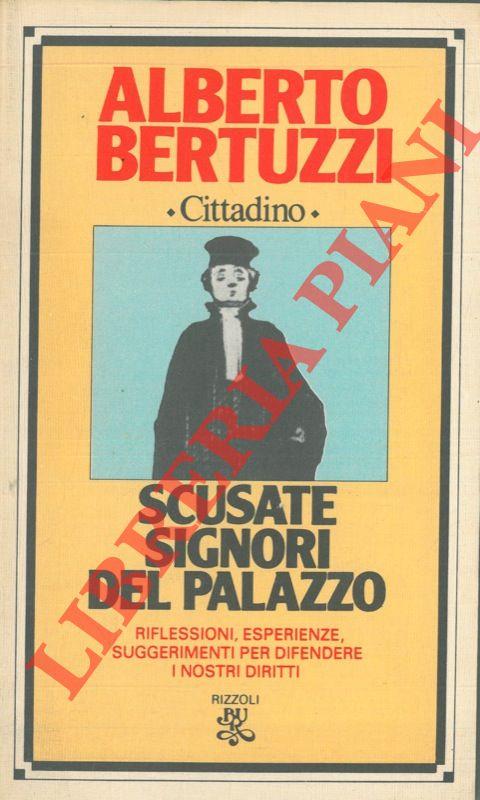 ALBERTO
BERTUZZI
• Cittadino •
SCUSATE
SIGNORI
DEL PALAZZO
RIFLESSIONI, ESPERIENZE,
SUGGERIMENTI PER DIFENDERE
I NOSTRI DIRITTI
RIZZOLI
BUR
LIBRERIA PIANI